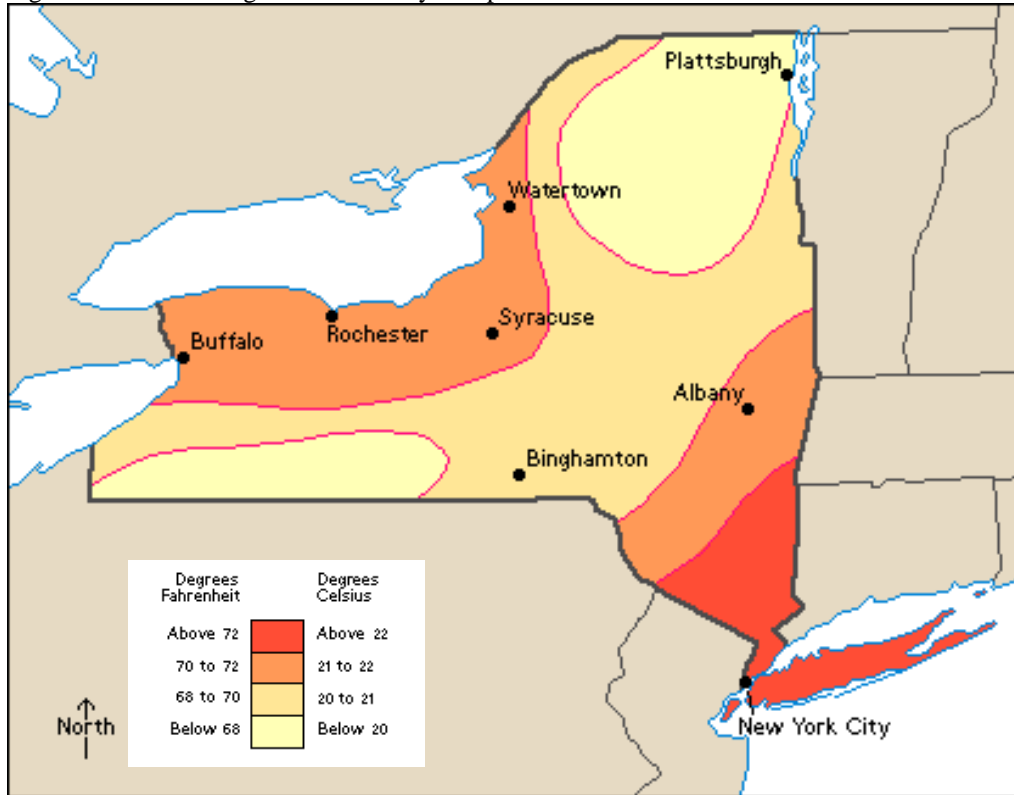 Plattsburgh
Watertown
Syracuse
Rochester
Buffalo
Albany
Binghamton
Degrees Fahrenheit
Degrees Celsius
Above 72
Above 22
70 to 72
21 to 22
68 to 70
20 to 21
Below 68
Below 20
North
New York City